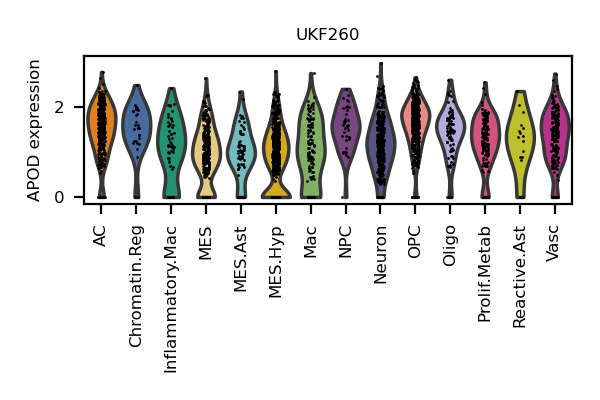 UKF260
APOD expression
2
0
AC
Chromatin.Reg
Inflammatory.Mac
MES
MES.Ast
MES.Hyp
Mac
NPC
Neuron
OPC
Oligo
Prolif.Metab
Reactive.Ast
Vasc